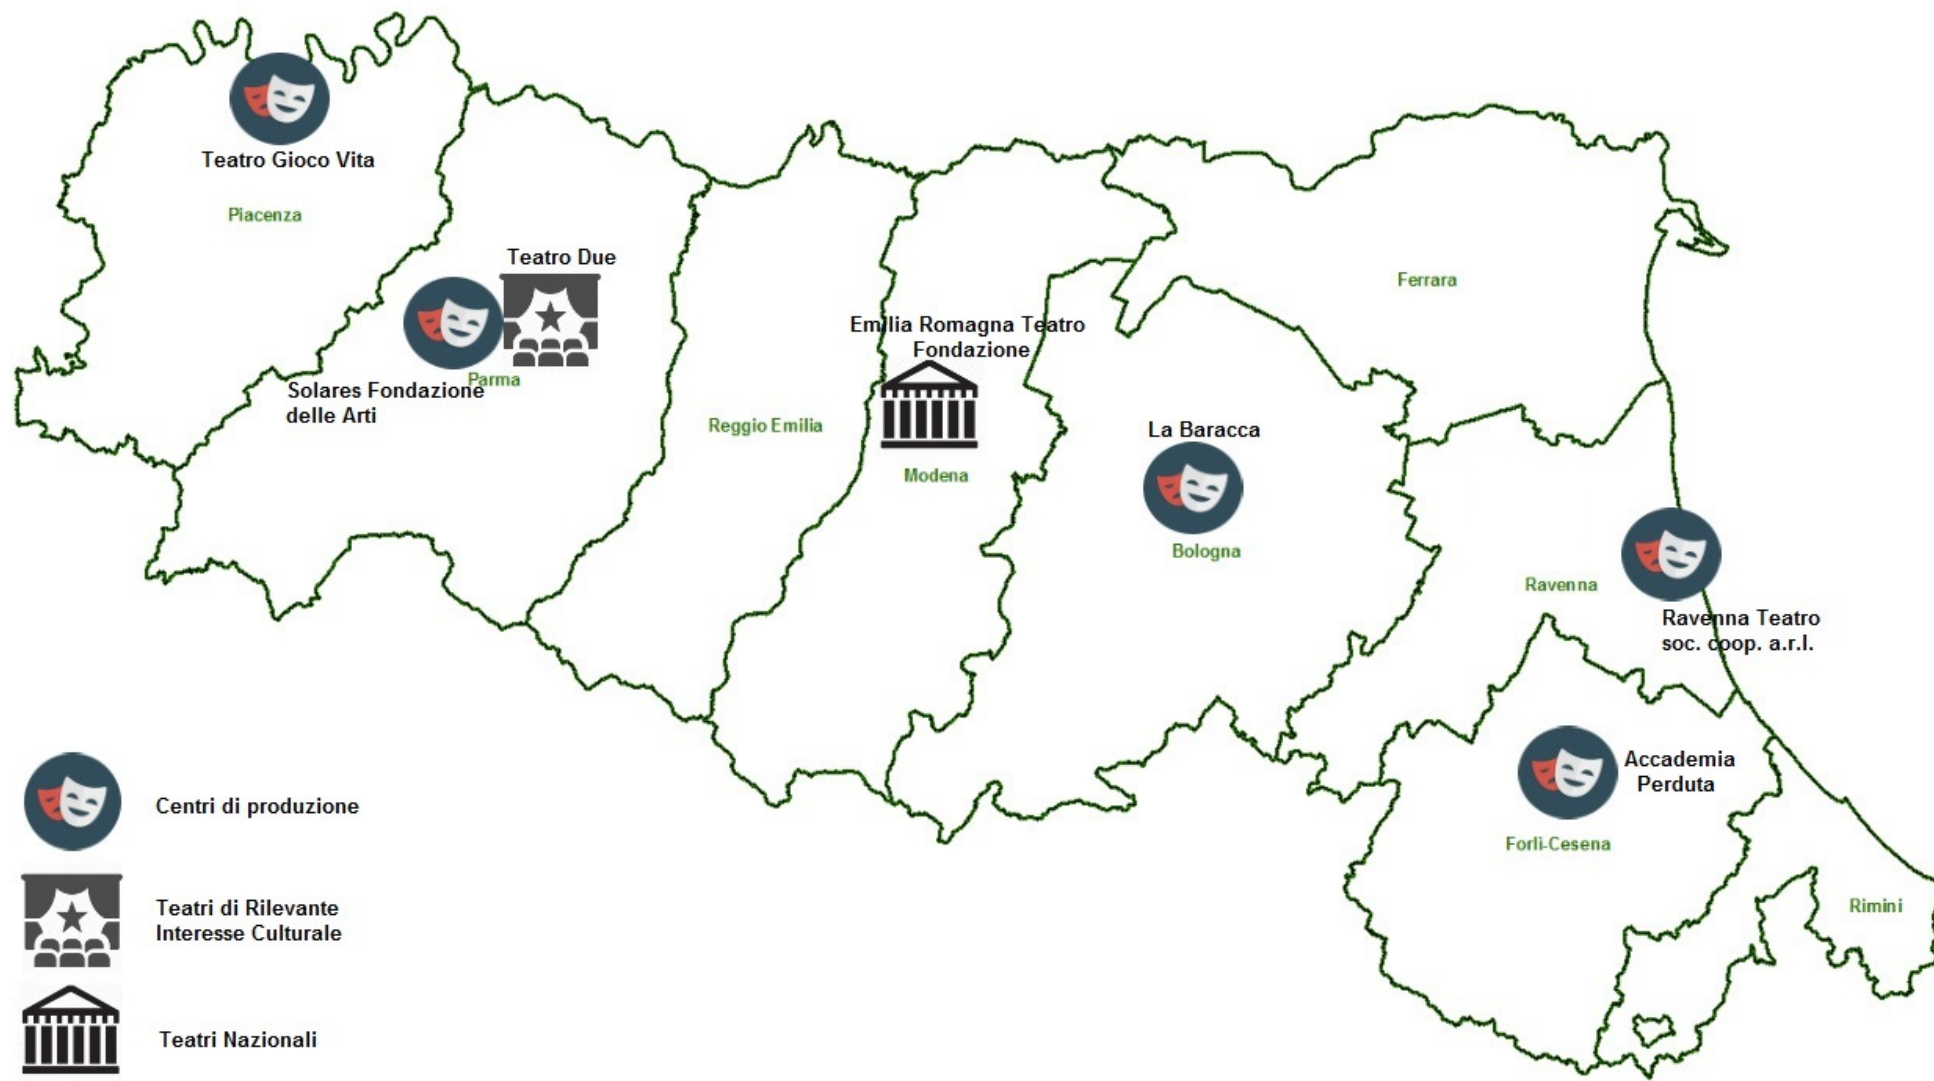 Teatro Gioco Vita
Piacenza
Teatro Due
Solares Fondazione
delle Arti
Parma
Reggio Emilia
Emilia Romagna Teatro
Fondazione
Modena
Ferrara
La Baracca
Bologna
Ravenna
Ravenna Teatro
soc. coop. a.r.l.
Accademia
Perduta
Forlì-Cesena
Rimini
Centri di produzione
Teatri di Rilevante
Interesse Culturale
Teatri Nazionali